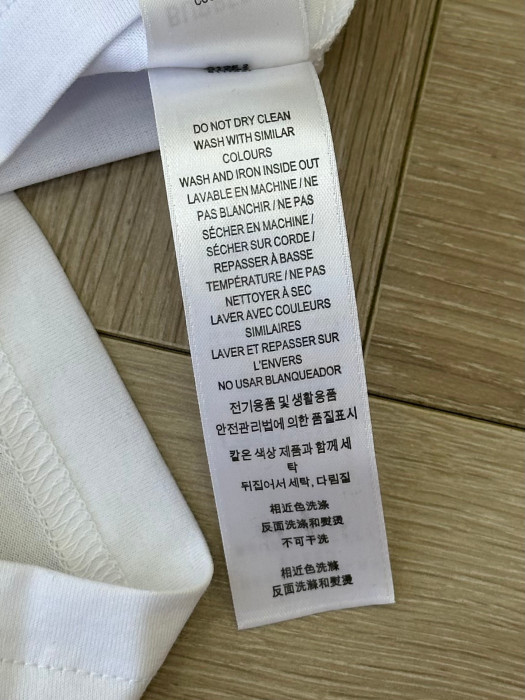 DO NOT DRY CLEAN
WASH WITH SIMILAR
COLOURS
WASH AND IRON INSIDE OUT
LAVABLE EN MACHINE / NE
PAS BLANCHIR / NE PAS
SÉCHER EN MACHINE /
SÉCHER SUR CORDE /
REPASSER À BASSE
TEMPÉRATURE / NE PAS
NETTOYER À SEC
LAVER AVEC COULEURS
SIMILAIRES
LAVER ET REPASSER SUR
L'ENVERS
NO USAR BLANQUEADOR
전기용품 및 생활용품
안전관리법에 의한 품질표시
같은 색상 제품과 함께 세
탁
뒤집어서 세탁, 다림질
相近色洗涤
反面洗涤和熨烫
不可干洗
相近色洗滌
反面洗滌和熨燙